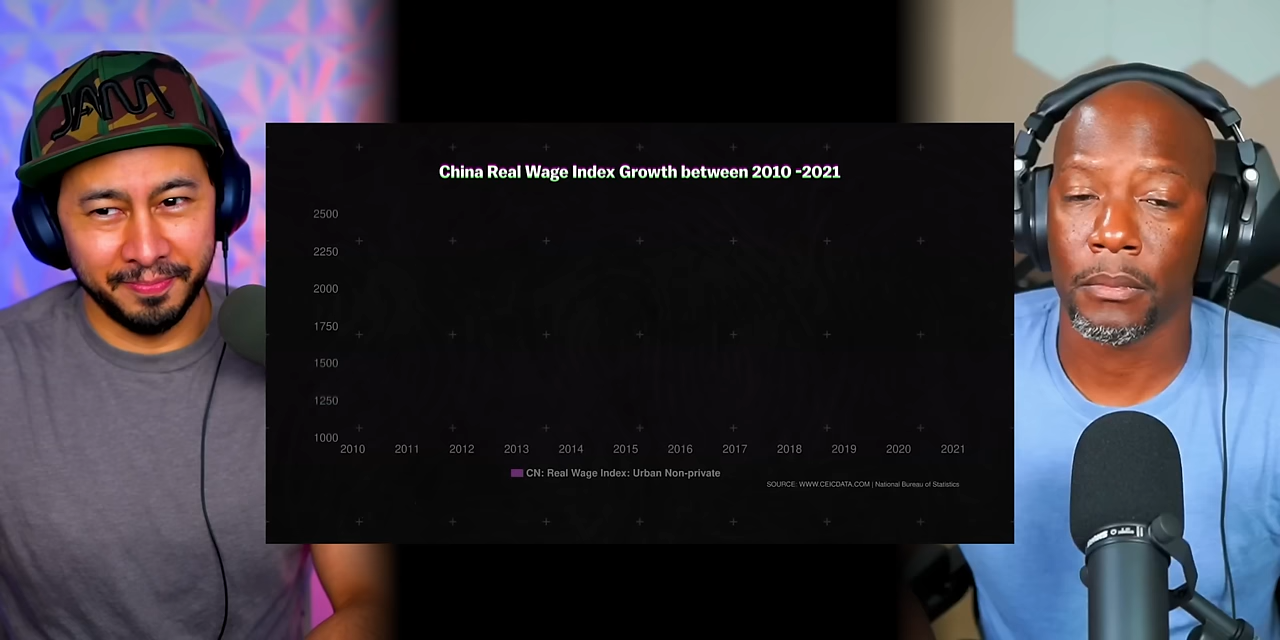 JAM
China Real Wage Index Growth between 2010 -2021
2500
2250
2000
1750
1500
1250
1000
2010 2011 2012 2013 2014 2015 2016 2017 2018 2019 2020 2021
CN: Real Wage Index: Urban Non-private
SOURCE: WWW.CEICDATA.COM | National Bureau of Statistics